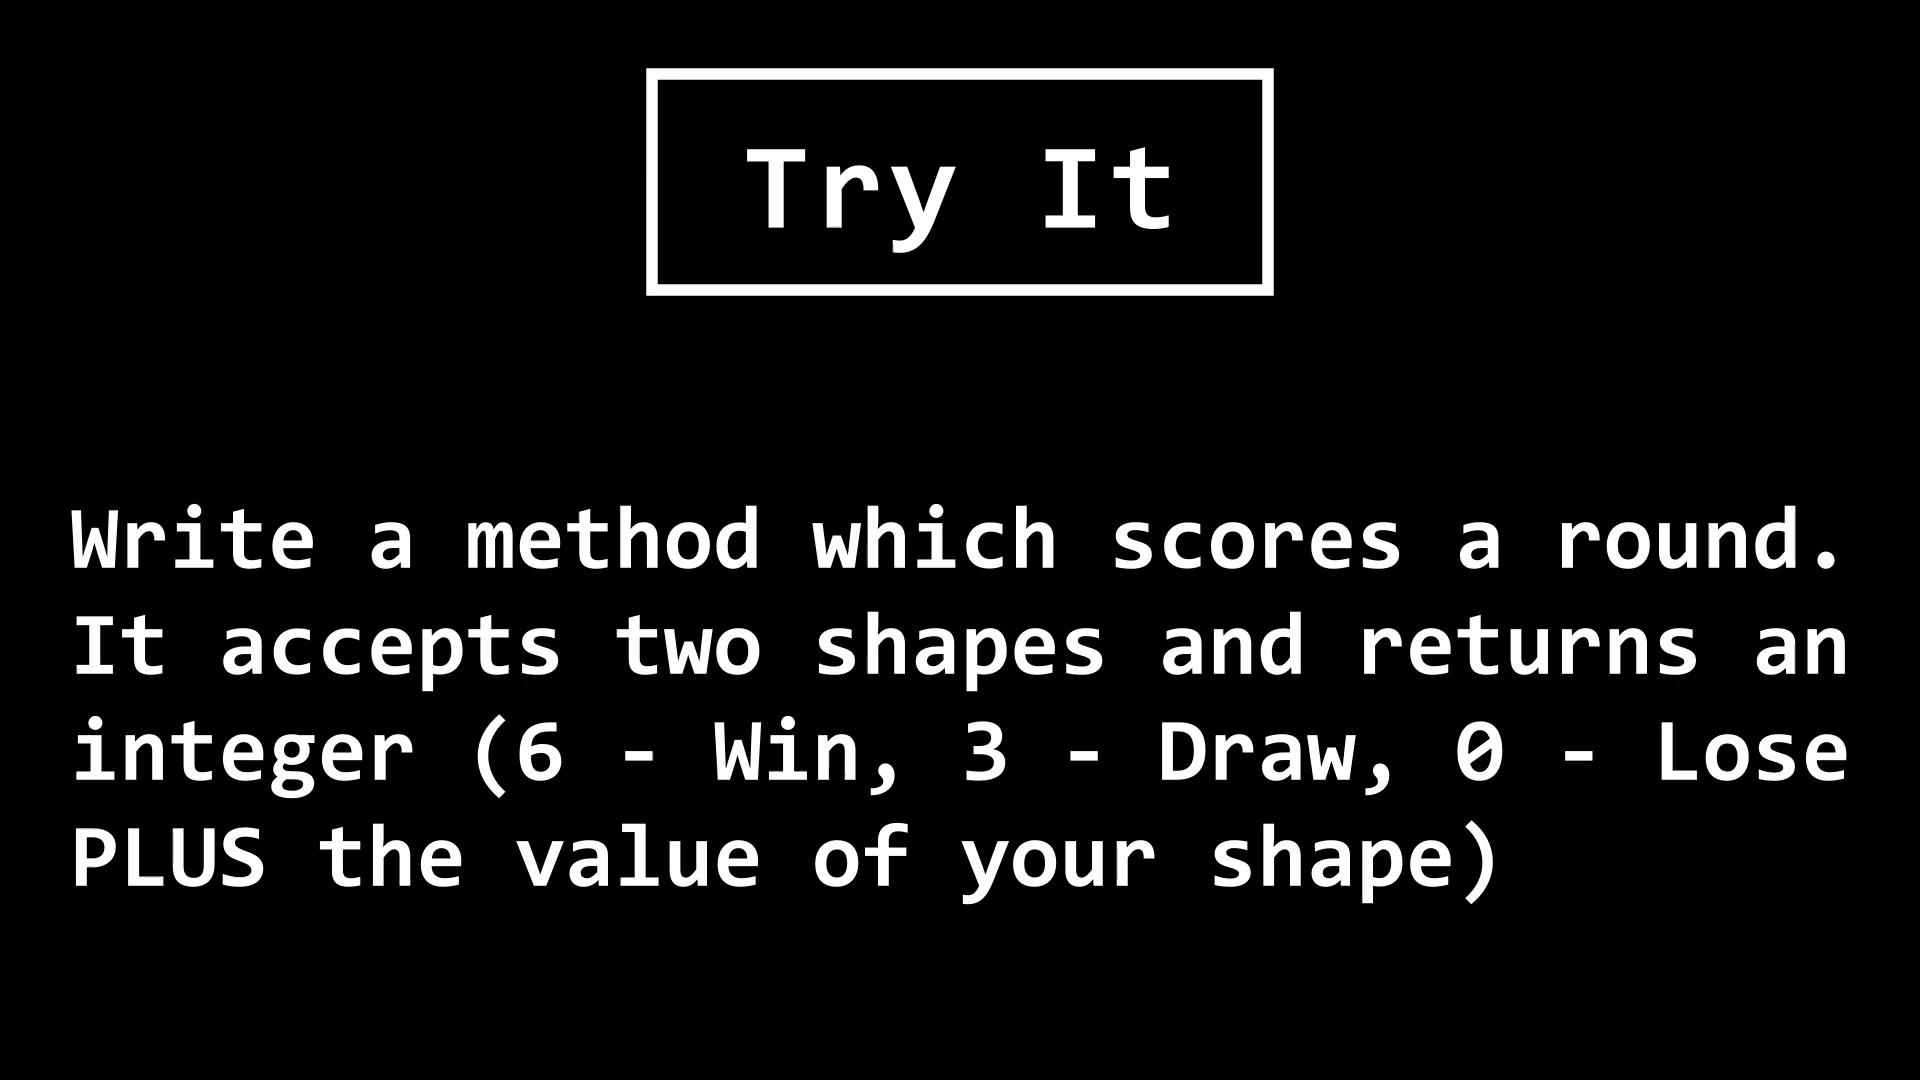 Try It
Write a method which scores a round.
It accepts two shapes and returns an
integer (6 - Win, 3 - Draw, 0 - Lose
PLUS the value of your shape)